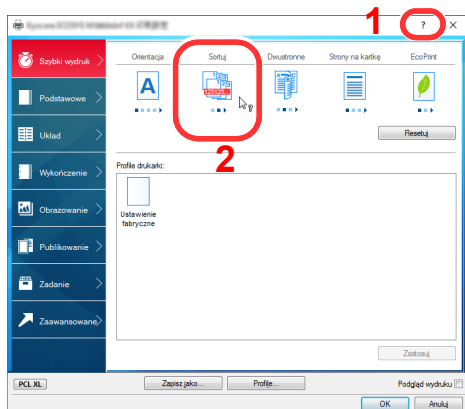 1
? ×
Szybki wydruk
Podstawowe
Układ
Wykończenie
Obrazowanie
Publikowanie
Zadanie
Zaawansowane
Orientacja Sortuj Dwustronne Strony na kartkę EcoPrint
A
2
Resetuj
Profile drukarki:
Ustawienie
fabryczne
Zastosuj
PCL XL Zapisz jako... Profile... Podgląd wydruku
OK Anuluj